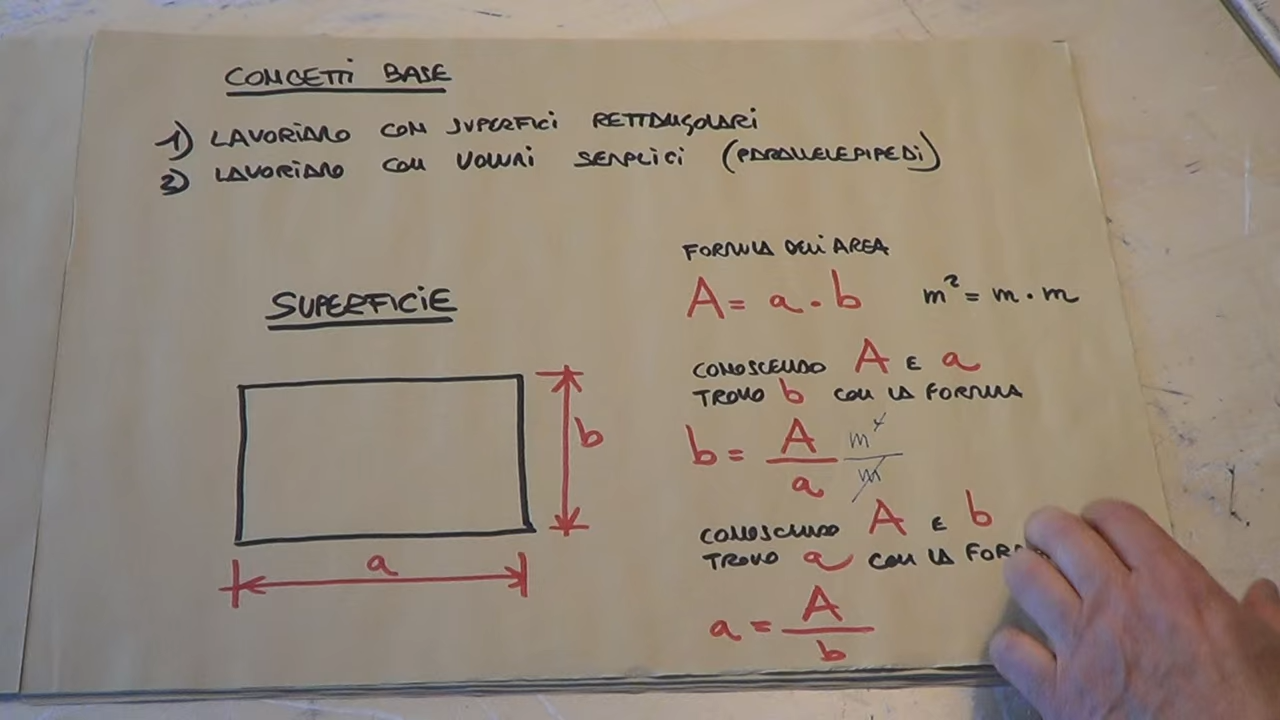 CONCETTI BASE
1) LAVORIAMO CON SUPERFICI RETTANGOLARI
2) LAVORIAMO CON VOLUMI SEMPLICI (PARALLELEPIPEDI)
SUPERFICIE
b
a
FORMULA DELL'AREA
A = a · b m² = m · m
CONOSCENDO A E a
TROVO b CON LA FORMULA
b = A / a m² / m
CONOSCENDO A E b
TROVO a CON LA
a = A / b